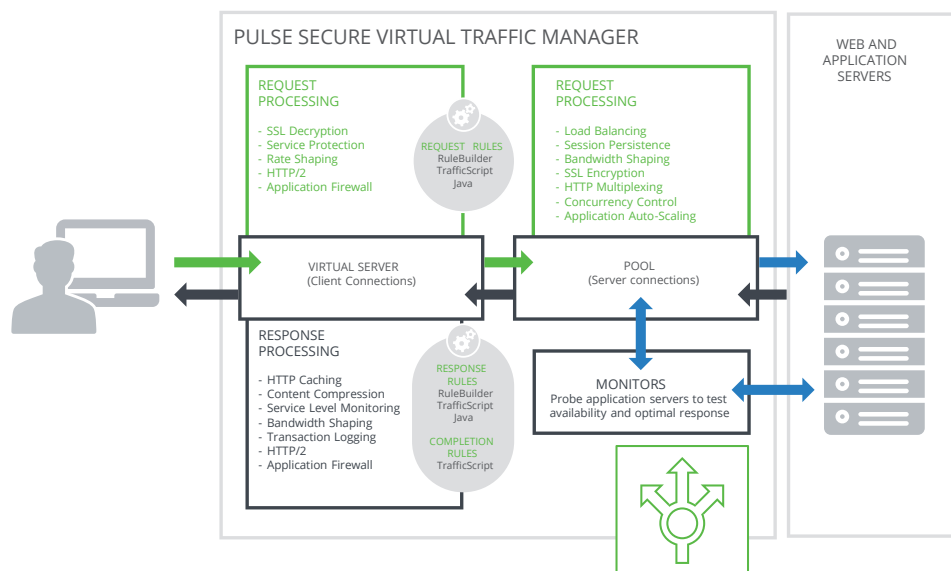 PULSE SECURE VIRTUAL TRAFFIC MANAGER
REQUEST
PROCESSING
- SSL Decryption
- Service Protection
- Rate Shaping
- HTTP/2
- Application Firewall
REQUEST RULES
RuleBuilder
TrafficScript
Java
REQUEST
PROCESSING
- Load Balancing
- Session Persistence
- Bandwidth Shaping
- SSL Encryption
- HTTP Multiplexing
- Concurrency Control
- Application Auto-Scaling
WEB AND
APPLICATION
SERVERS
VIRTUAL SERVER
(Client Connections)
POOL
(Server connections)
RESPONSE
PROCESSING
- HTTP Caching
- Content Compression
- Service Level Monitoring
- Bandwidth Shaping
- Transaction Logging
- HTTP/2
- Application Firewall
RESPONSE
RULES
RuleBuilder
TrafficScript
Java
COMPLETION
RULES
TrafficScript
MONITORS
Probe application servers to test
availability and optimal response